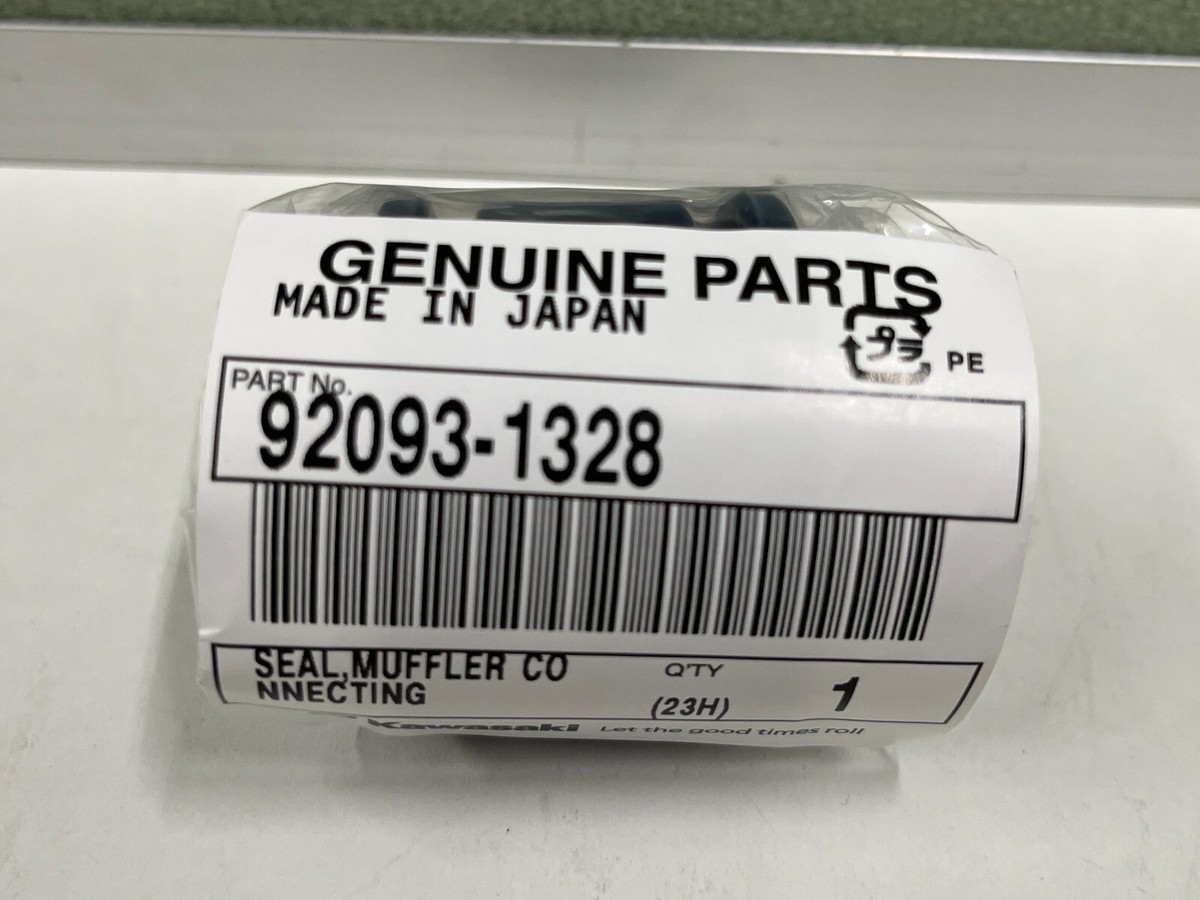 GENUINE PARTS
MADE IN JAPAN
プラ PE
PART No.
92093-1328
SEAL,MUFFLER CO
NNECTING
Q'TY
(23H) 1
Kawasaki Let the good times roll